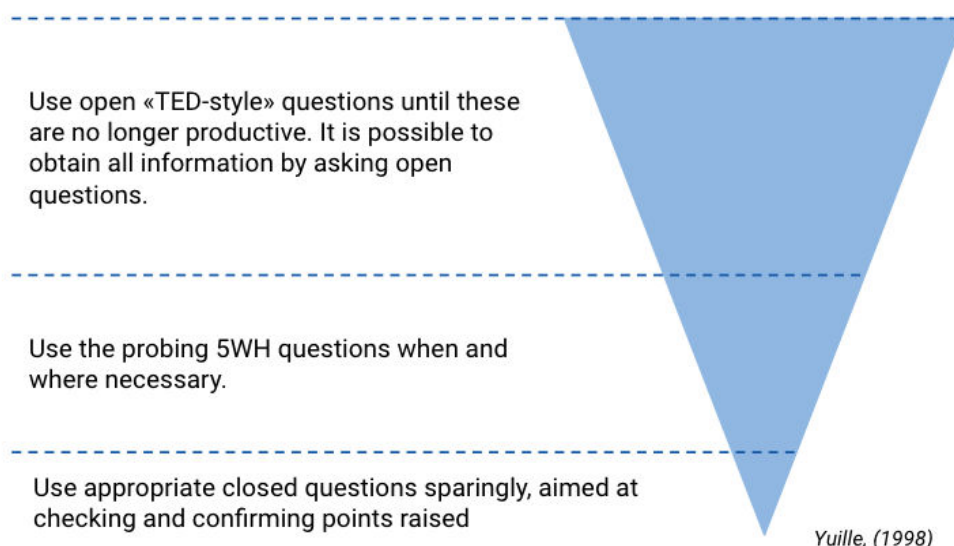 Use open «TED-style» questions until these
are no longer productive. It is possible to
obtain all information by asking open
questions.
Use the probing 5WH questions when and
where necessary.
Use appropriate closed questions sparingly, aimed at
checking and confirming points raised
Yuille, (1998)